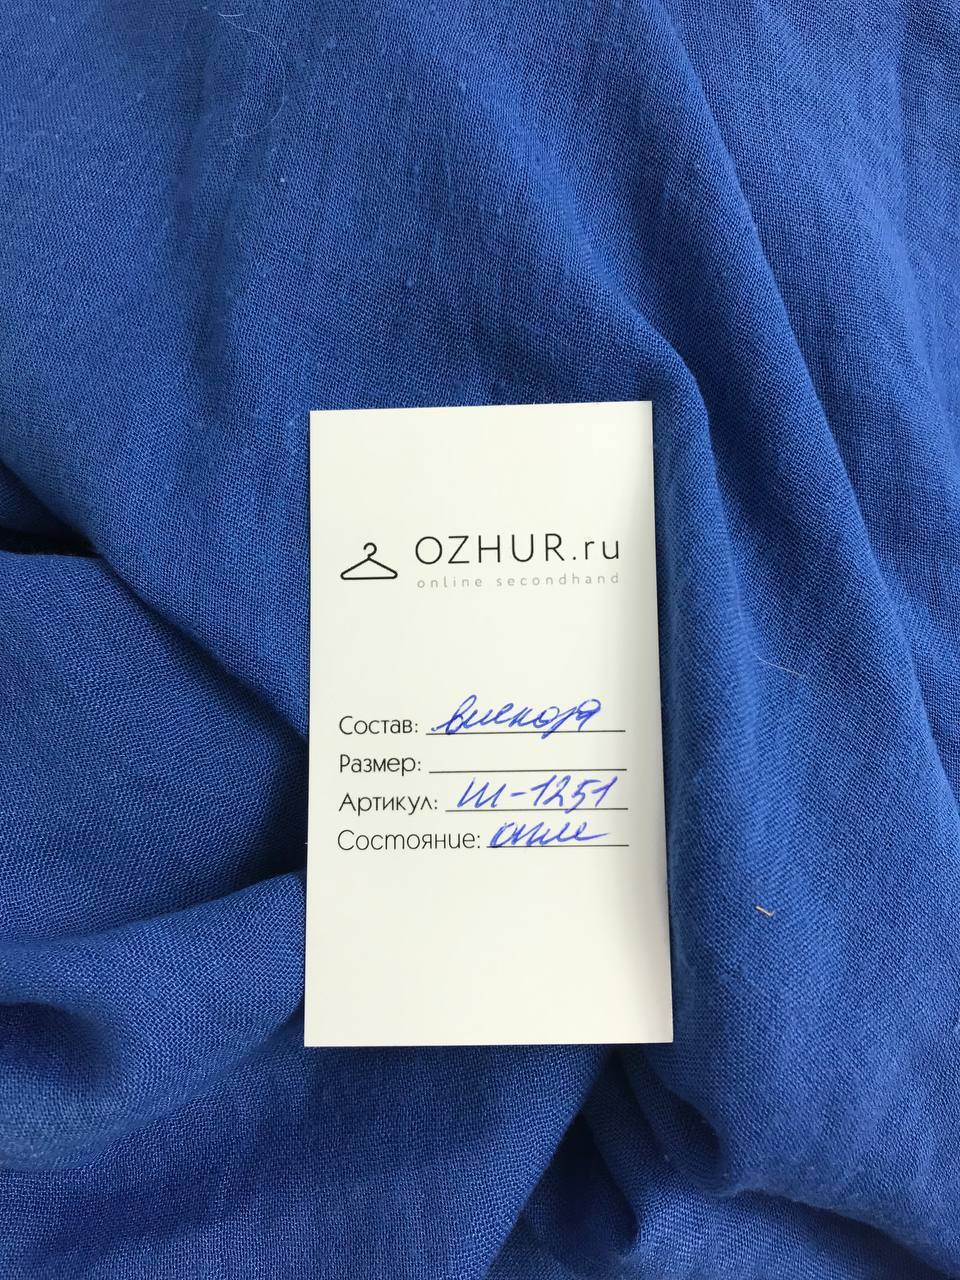 OZHUR.ru
online secondhand
Состав: вискоза
Размер:
Артикул: Ш-1251
Состояние: отл